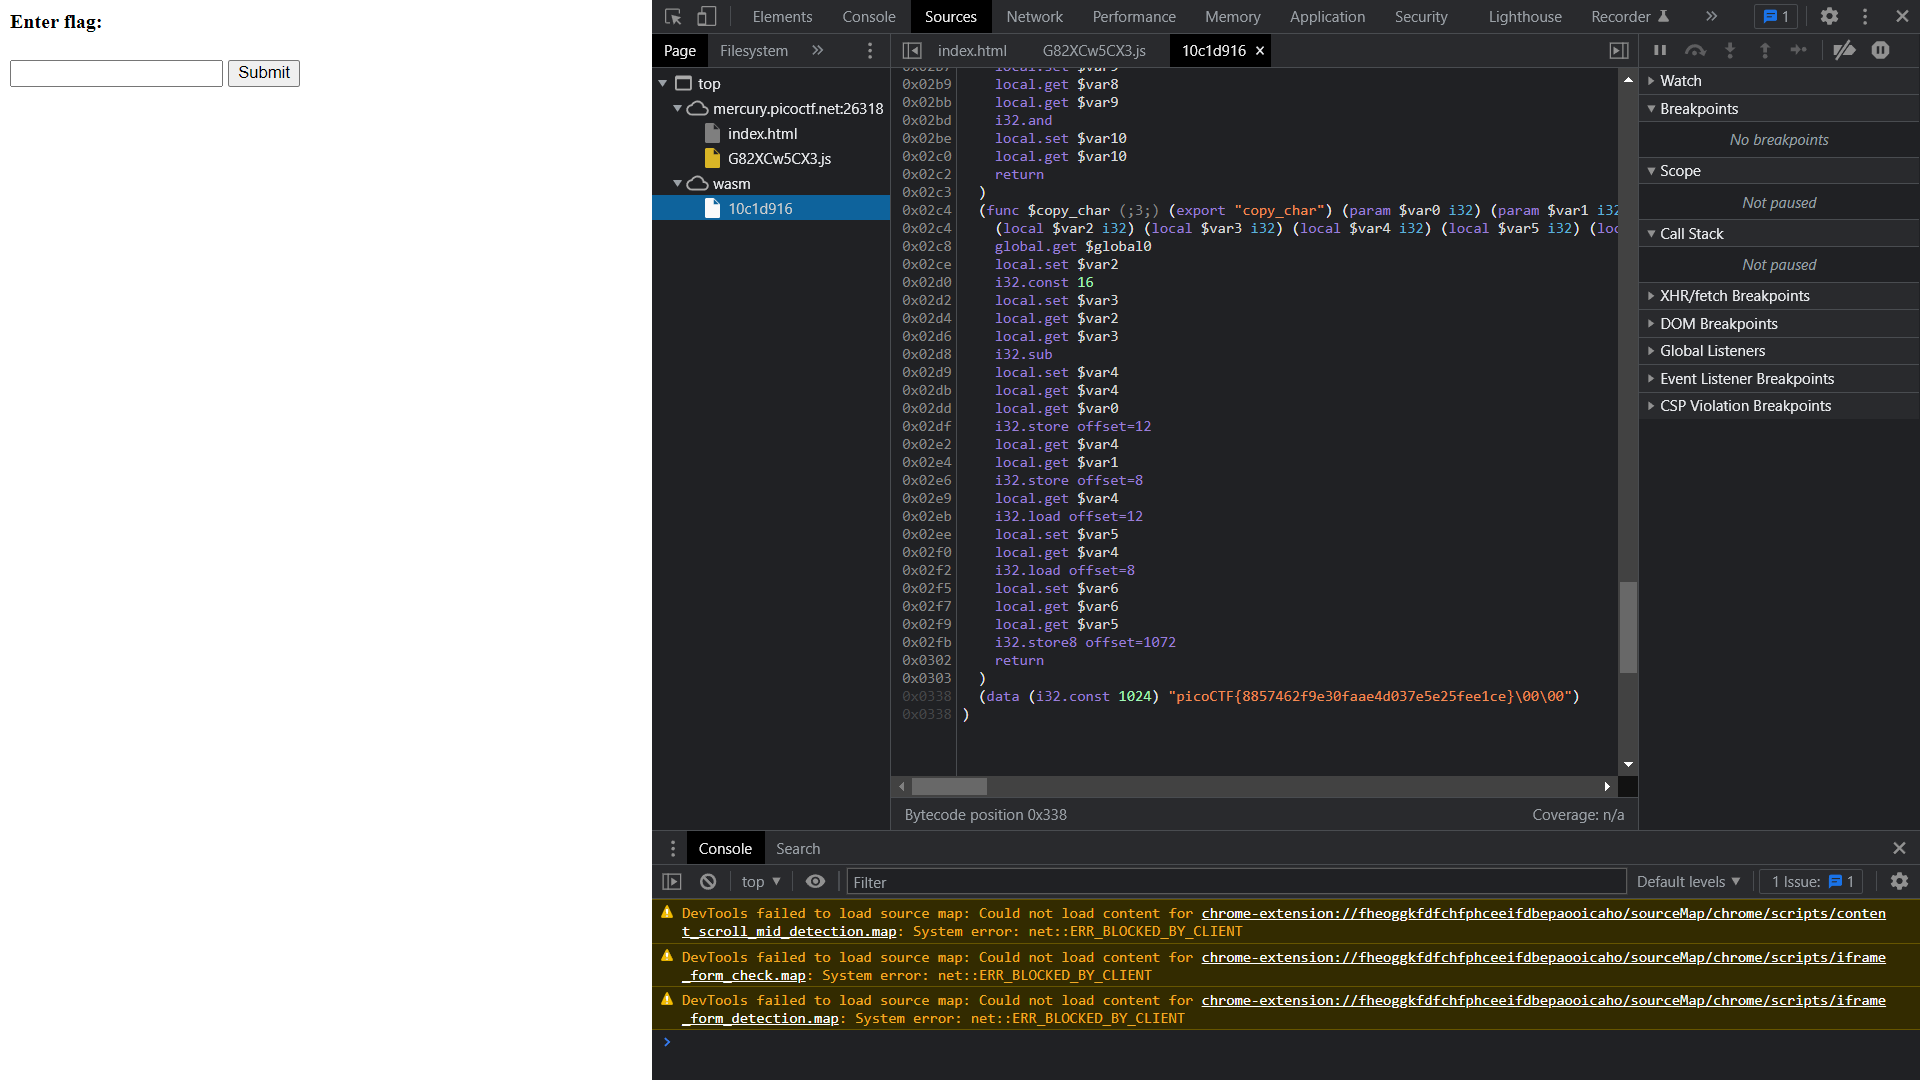 Enter flag:
Submit
Elements Console Sources Network Performance Memory Application Security Lighthouse Recorder 1
Page Filesystem
index.html G82XCw5CX3.js 10c1d916
top
mercury.picoctf.net:26318
index.html
G82XCw5CX3.js
wasm
10c1d916
0x02b9 local.get $var8
0x02bb local.get $var9
0x02bd i32.and
0x02be local.set $var10
0x02c0 local.get $var10
0x02c2 return
0x02c3 )
0x02c4 (func $copy_char (;3;) (export "copy_char") (param $var0 i32) (param $var1 i32
0x02c4 (local $var2 i32) (local $var3 i32) (local $var4 i32) (local $var5 i32) (loc
0x02c8 global.get $global0
0x02ce local.set $var2
0x02d0 i32.const 16
0x02d2 local.set $var3
0x02d4 local.get $var2
0x02d6 local.get $var3
0x02d8 i32.sub
0x02d9 local.set $var4
0x02db local.get $var4
0x02dd local.get $var0
0x02df i32.store offset=12
0x02e2 local.get $var4
0x02e4 local.get $var1
0x02e6 i32.store offset=8
0x02e9 local.get $var4
0x02eb i32.load offset=12
0x02ee local.set $var5
0x02f0 local.get $var4
0x02f2 i32.load offset=8
0x02f5 local.set $var6
0x02f7 local.get $var6
0x02f9 local.get $var5
0x02fb i32.store8 offset=1072
0x0302 return
0x0303 )
0x0338 (data (i32.const 1024) "picoCTF{8857462f9e30faae4d037e5e25fee1ce}\00\00")
0x0338 )
Bytecode position 0x338 Coverage: n/a
Watch
Breakpoints
No breakpoints
Scope
Not paused
Call Stack
Not paused
XHR/fetch Breakpoints
DOM Breakpoints
Global Listeners
Event Listener Breakpoints
CSP Violation Breakpoints
Console Search
top Filter Default levels 1 Issue: 1
DevTools failed to load source map: Could not load content for chrome-extension://fheoggkfdfchfphceeifdbepaooicaho/sourceMap/chrome/scripts/conten
t_scroll_mid_detection.map: System error: net::ERR_BLOCKED_BY_CLIENT
DevTools failed to load source map: Could not load content for chrome-extension://fheoggkfdfchfphceeifdbepaooicaho/sourceMap/chrome/scripts/iframe
_form_check.map: System error: net::ERR_BLOCKED_BY_CLIENT
DevTools failed to load source map: Could not load content for chrome-extension://fheoggkfdfchfphceeifdbepaooicaho/sourceMap/chrome/scripts/iframe
_form_detection.map: System error: net::ERR_BLOCKED_BY_CLIENT